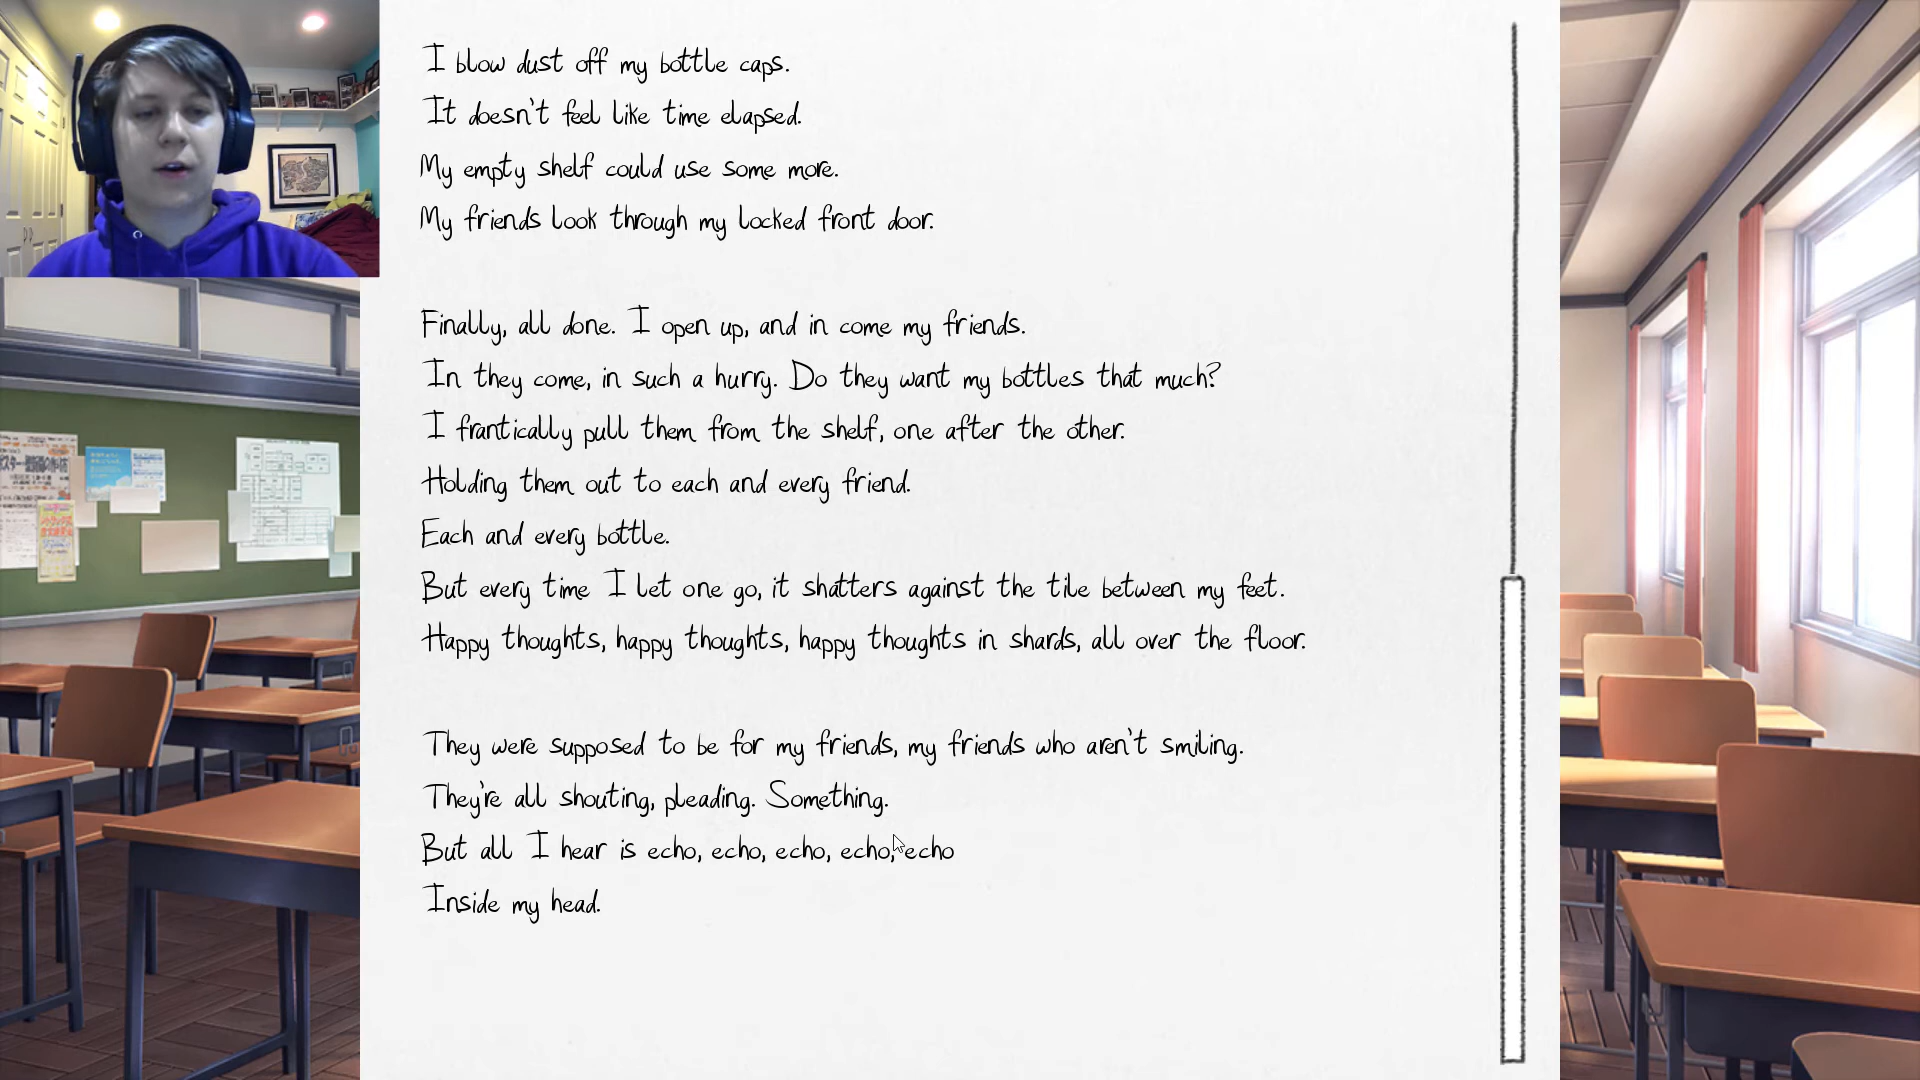 I blow dust off my bottle caps.
It doesn't feel like time elapsed.
My empty shelf could use some more.
My friends look through my locked front door.
Finally, all done. I open up, and in come my friends.
In they come, in such a hurry. Do they want my bottles that much?
I frantically pull them from the shelf, one after the other.
Holding them out to each and every friend.
Each and every bottle.
But every time I let one go, it shatters against the tile between my feet.
Happy thoughts, happy thoughts, happy thoughts in shards, all over the floor.
They were supposed to be for my friends, my friends who aren't smiling.
They're all shouting, pleading. Something.
But all I hear is echo, echo, echo, echo, echo
Inside my head.